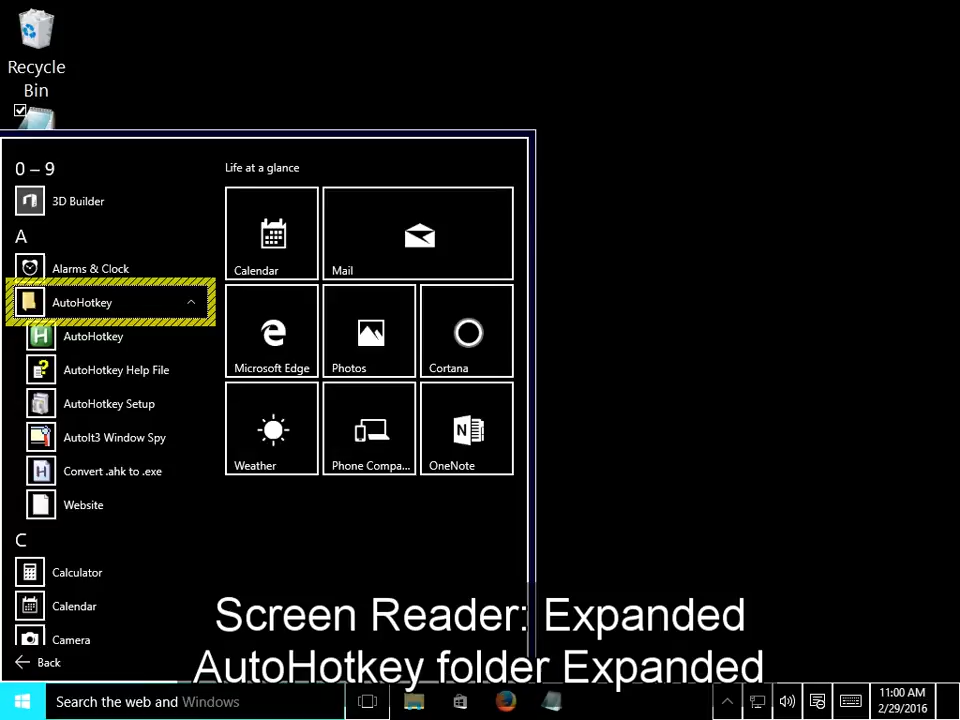 Recycle
Bin
0 – 9
3D Builder
A
Alarms & Clock
AutoHotkey
AutoHotkey
AutoHotkey Help File
AutoHotkey Setup
AutoIt3 Window Spy
Convert .ahk to .exe
Website
C
Calculator
Calendar
Camera
Back
Life at a glance
Calendar
Mail
Microsoft Edge
Photos
Cortana
Weather
Phone Compa...
OneNote
Screen Reader: Expanded
AutoHotkey folder Expanded
Search the web and Windows
11:00 AM
2/29/2016